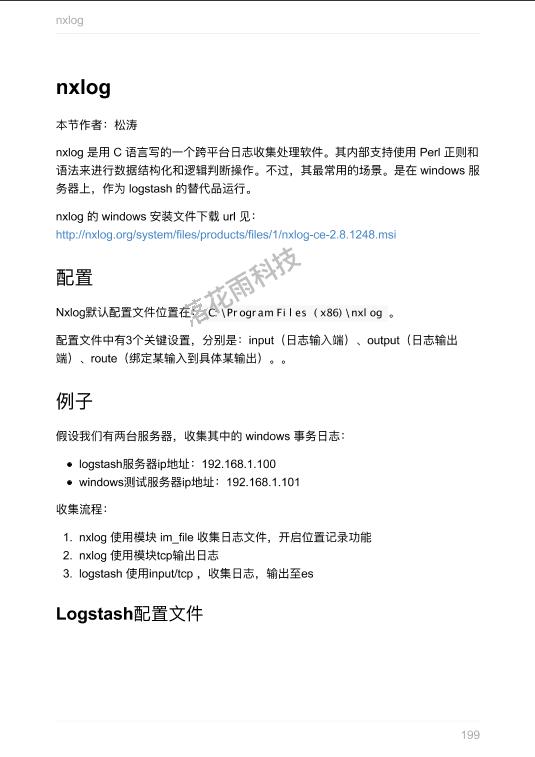 nxlog
nxlog
本节作者：松涛
nxlog 是用 C 语言写的一个跨平台日志收集处理软件。其内部支持使用 Perl 正则和
语法来进行数据结构化和逻辑判断操作。不过，其最常用的场景。是在 windows 服
务器上，作为 logstash 的替代品运行。
nxlog 的 windows 安装文件下载 url 见：
http://nxlog.org/system/files/products/files/1/nxlog-ce-2.8.1248.msi
配置
落花雨科技
Nxlog默认配置文件位置在：C:\Program Files (x86)\nxlog 。
配置文件中有3个关键设置，分别是：input（日志输入端）、output（日志输出
端）、route（绑定某输入到具体某输出）。。
例子
假设我们有两台服务器，收集其中的 windows 事务日志：
logstash服务器ip地址：192.168.1.100
windows测试服务器ip地址：192.168.1.101
收集流程：
1. nxlog 使用模块 im_file 收集日志文件，开启位置记录功能
2. nxlog 使用模块tcp输出日志
3. logstash 使用input/tcp ，收集日志，输出至es
Logstash配置文件
199